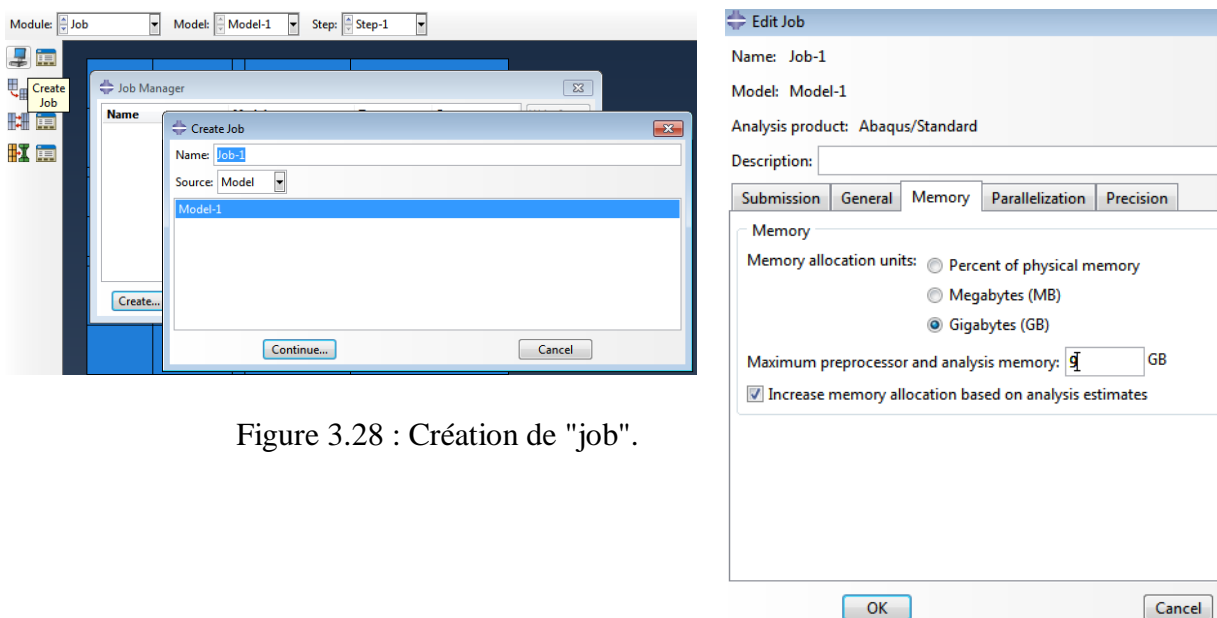 Module: Job Model: Model-1 Step: Step-1
Create Job
Job Manager
Name
Create Job
Name: Job-1
Source: Model
Model-1
Create...
Continue... Cancel
Figure 3.28 : Création de "job".
Edit Job
Name: Job-1
Model: Model-1
Analysis product: Abaqus/Standard
Description:
Submission General Memory Parallelization Precision
Memory
Memory allocation units: Percent of physical memory
Megabytes (MB)
Gigabytes (GB)
Maximum preprocessor and analysis memory: 9 GB
Increase memory allocation based on analysis estimates
OK Cancel